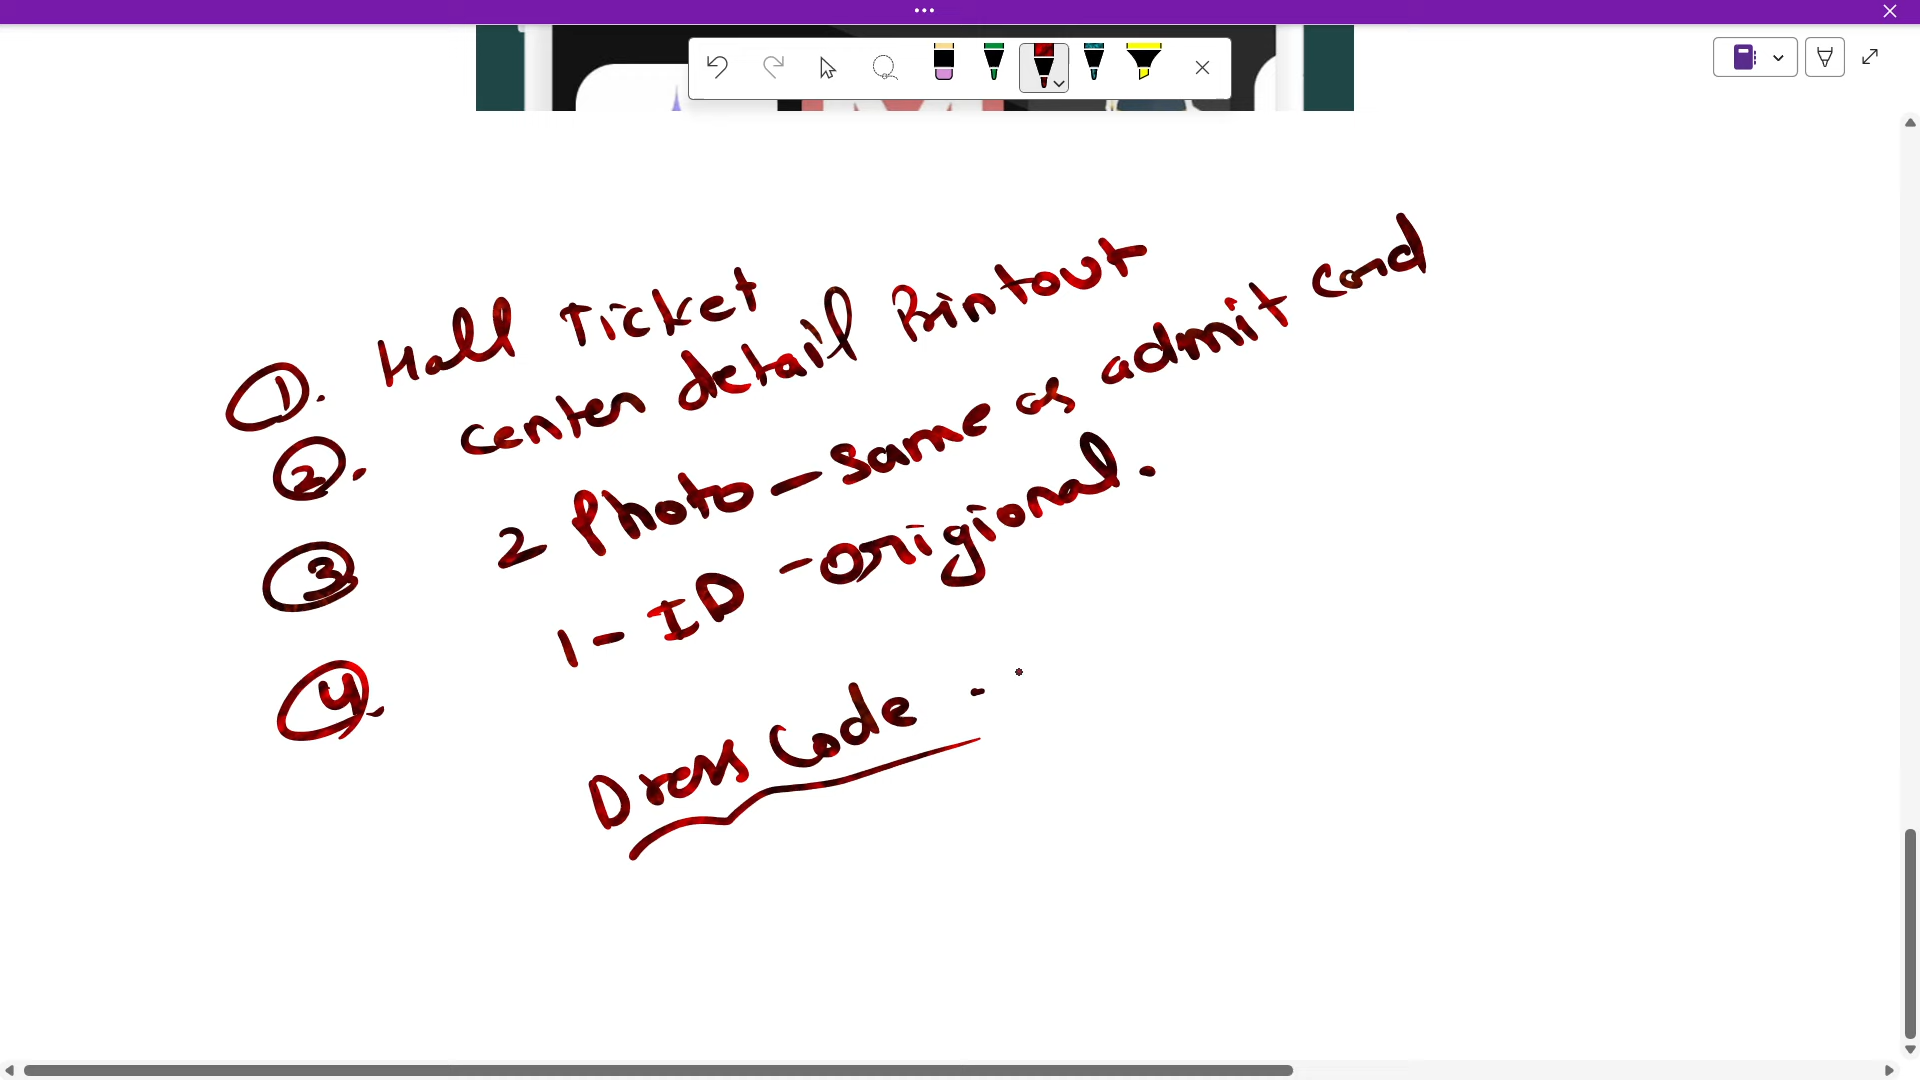 1. Hall Ticket
2. center detail Printout
3 2 Photo - same as admit card
4. 1 - ID - origional.
Dress Code -